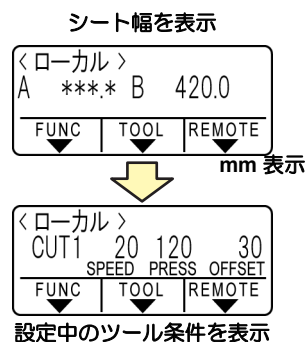 シート幅を表示
<ローカル>
A ***.* B 420.0
FUNC TOOL REMOTE
mm 表示
<ローカル>
CUT1 20 120 30
SPEED PRESS OFFSET
FUNC TOOL REMOTE
設定中のツール条件を表示